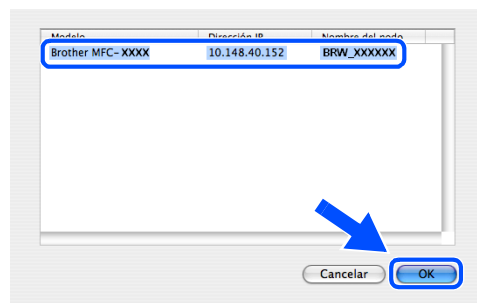 Modelo Dirección IP Nombre del nodo
Brother MFC-XXXX 10.148.40.152 BRW_XXXXXX
Cancelar OK